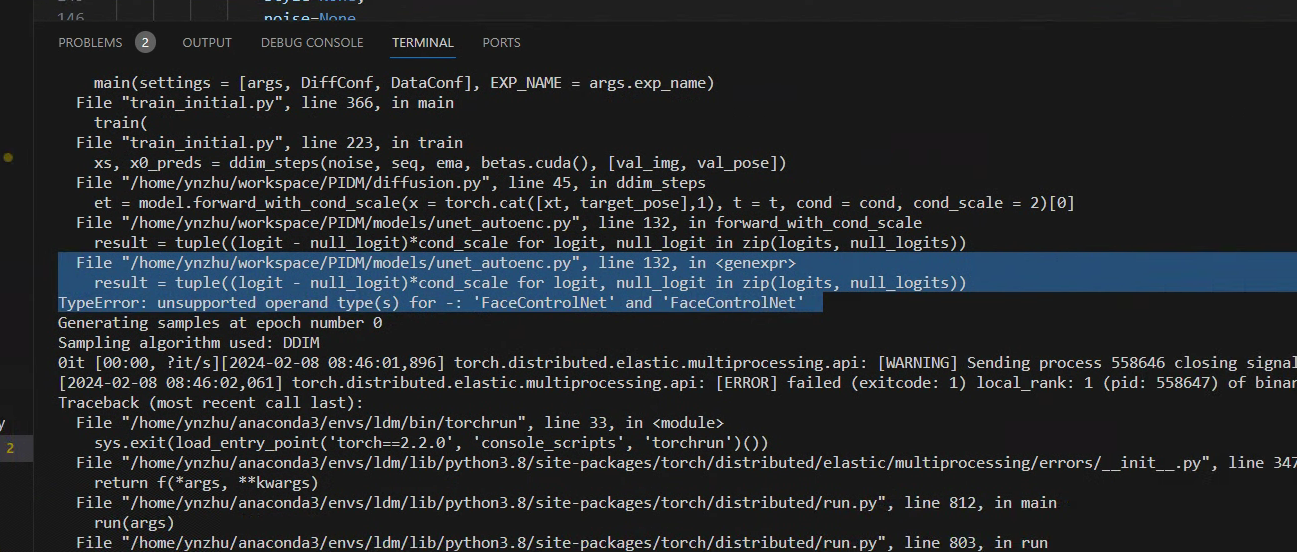 146
style=None,
noise=None
PROBLEMS 2 OUTPUT DEBUG CONSOLE TERMINAL PORTS
main(settings = [args, DiffConf, DataConf], EXP_NAME = args.exp_name)
File "train_initial.py", line 366, in main
train(
File "train_initial.py", line 223, in train
xs, x0_preds = ddim_steps(noise, seq, ema, betas.cuda(), [val_img, val_pose])
File "/home/ynzhu/workspace/PIDM/diffusion.py", line 45, in ddim_steps
et = model.forward_with_cond_scale(x = torch.cat([xt, target_pose],1), t = t, cond = cond, cond_scale = 2)[0]
File "/home/ynzhu/workspace/PIDM/models/unet_autoenc.py", line 132, in forward_with_cond_scale
result = tuple((logit - null_logit)*cond_scale for logit, null_logit in zip(logits, null_logits))
File "/home/ynzhu/workspace/PIDM/models/unet_autoenc.py", line 132, in <genexpr>
result = tuple((logit - null_logit)*cond_scale for logit, null_logit in zip(logits, null_logits))
TypeError: unsupported operand type(s) for -: 'FaceControlNet' and 'FaceControlNet'
Generating samples at epoch number 0
Sampling algorithm used: DDIM
0it [00:00, ?it/s][2024-02-08 08:46:01,896] torch.distributed.elastic.multiprocessing.api: [WARNING] Sending process 558646 closing signal
[2024-02-08 08:46:02,061] torch.distributed.elastic.multiprocessing.api: [ERROR] failed (exitcode: 1) local_rank: 1 (pid: 558647) of binar
Traceback (most recent call last):
File "/home/ynzhu/anaconda3/envs/ldm/bin/torchrun", line 33, in <module>
y
2
sys.exit(load_entry_point('torch==2.2.0', 'console_scripts', 'torchrun')())
File "/home/ynzhu/anaconda3/envs/ldm/lib/python3.8/site-packages/torch/distributed/elastic/multiprocessing/errors/__init__.py", line 347
return f(*args, **kwargs)
File "/home/ynzhu/anaconda3/envs/ldm/lib/python3.8/site-packages/torch/distributed/run.py", line 812, in main
run(args)
File "/home/ynzhu/anaconda3/envs/ldm/lib/python3.8/site-packages/torch/distributed/run.py", line 803, in run